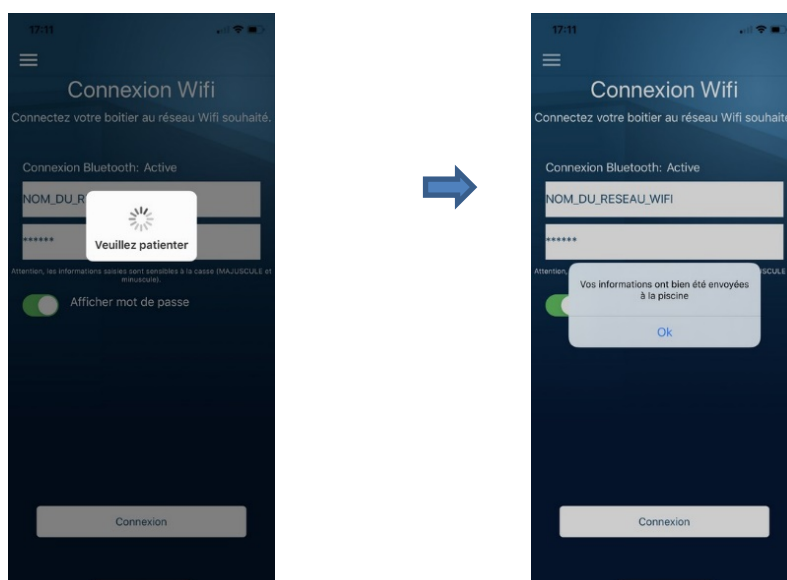 17:11
Connexion Wifi
Connectez votre boitier au réseau Wifi souhaité.
Connexion Bluetooth: Active
NOM_DU_R
Veuillez patienter
******
Attention, les informations saisies sont sensibles à la casse (MAJUSCULE et
minuscule).
Afficher mot de passe
Connexion
17:11
Connexion Wifi
Connectez votre boitier au réseau Wifi souhaité
Connexion Bluetooth: Active
NOM_DU_RESEAU_WIFI
******
Attention,
Vos informations ont bien été envoyées
à la piscine
Ok
Connexion